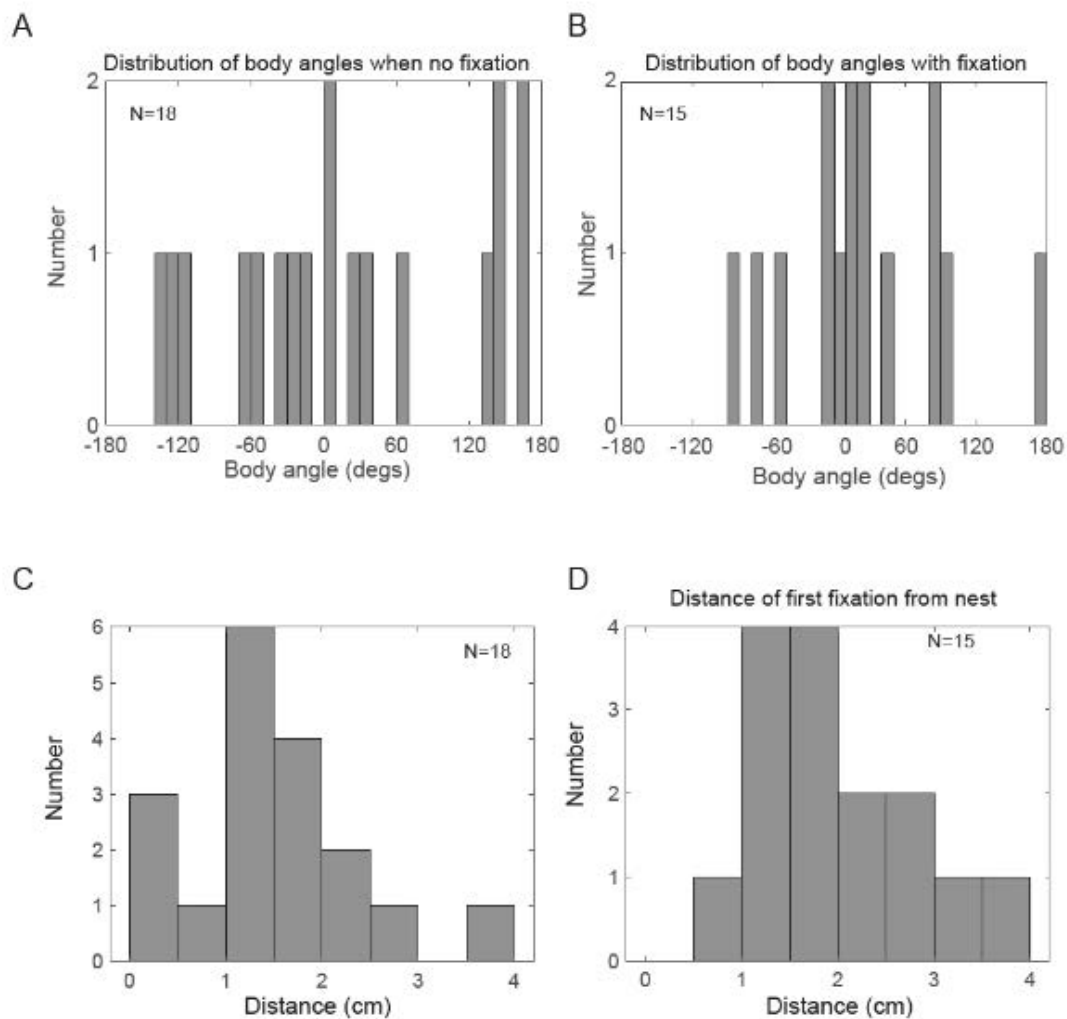 A
Distribution of body angles when no fixation
N=18
2
1
0
Number
-180
-120
-60
0
60
120
180
Body angle (degs)
B
Distribution of body angles with fixation
N=15
2
1
0
Number
-180
-120
-60
0
60
120
180
Body angle (degs)
C
N=18
6
5
4
3
2
1
0
Number
0
1
2
3
4
Distance (cm)
D
Distance of first fixation from nest
N=15
4
3
2
1
0
Number
0
1
2
3
4
Distance (cm)